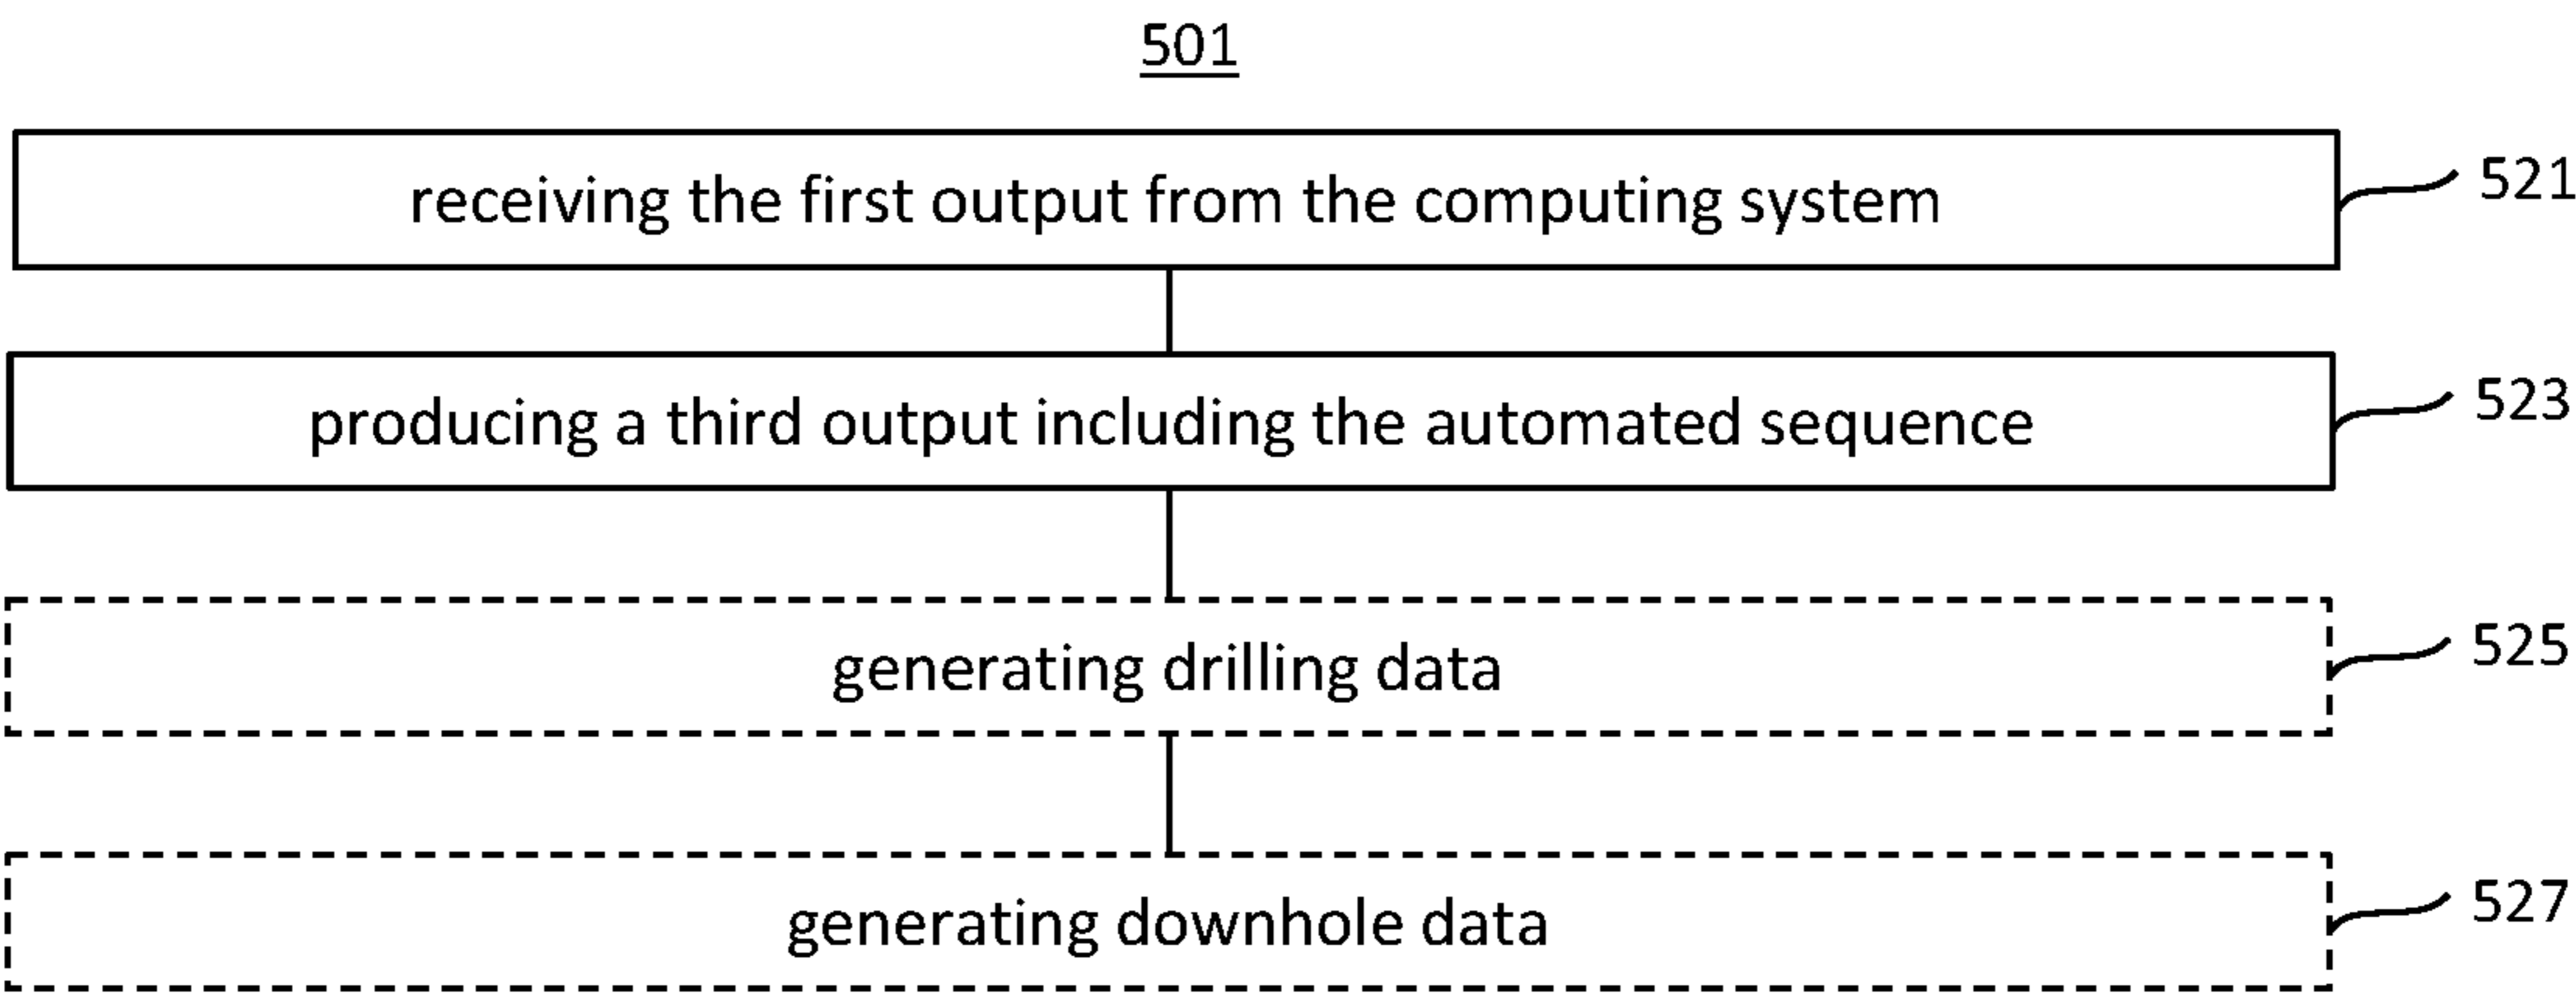 501
receiving the first output from the computing system
521
producing a third output including the automated sequence
523
generating drilling data
525
generating downhole data
527